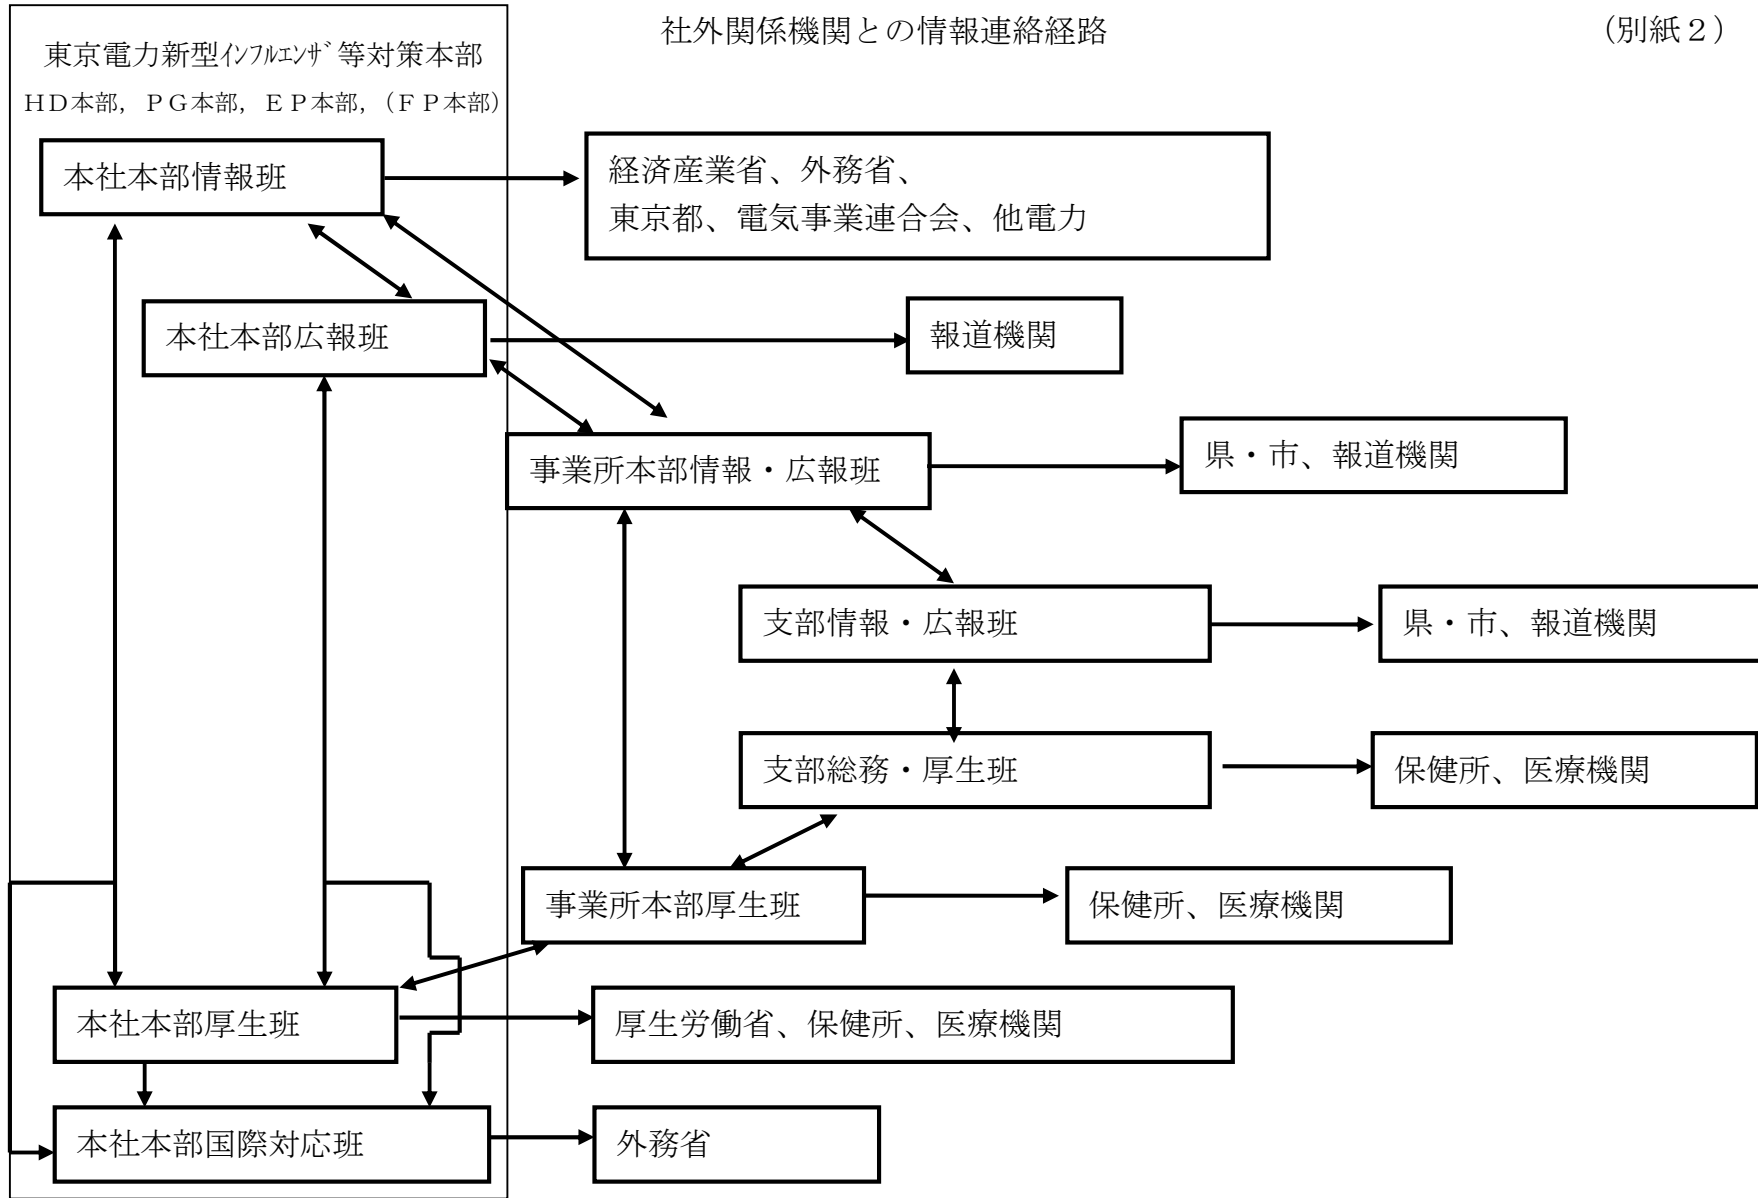 社外関係機関との情報連絡経路
(別紙2)
東京電力新型ｲﾝﾌﾙｴﾝｻﾞ等対策本部
HD本部, PG本部, EP本部, (FP本部)
本社本部情報班
経済産業省、外務省、
東京都、電気事業連合会、他電力
本社本部広報班
報道機関
事業所本部情報・広報班
県・市、報道機関
支部情報・広報班
県・市、報道機関
支部総務・厚生班
保健所、医療機関
事業所本部厚生班
保健所、医療機関
本社本部厚生班
厚生労働省、保健所、医療機関
本社本部国際対応班
外務省